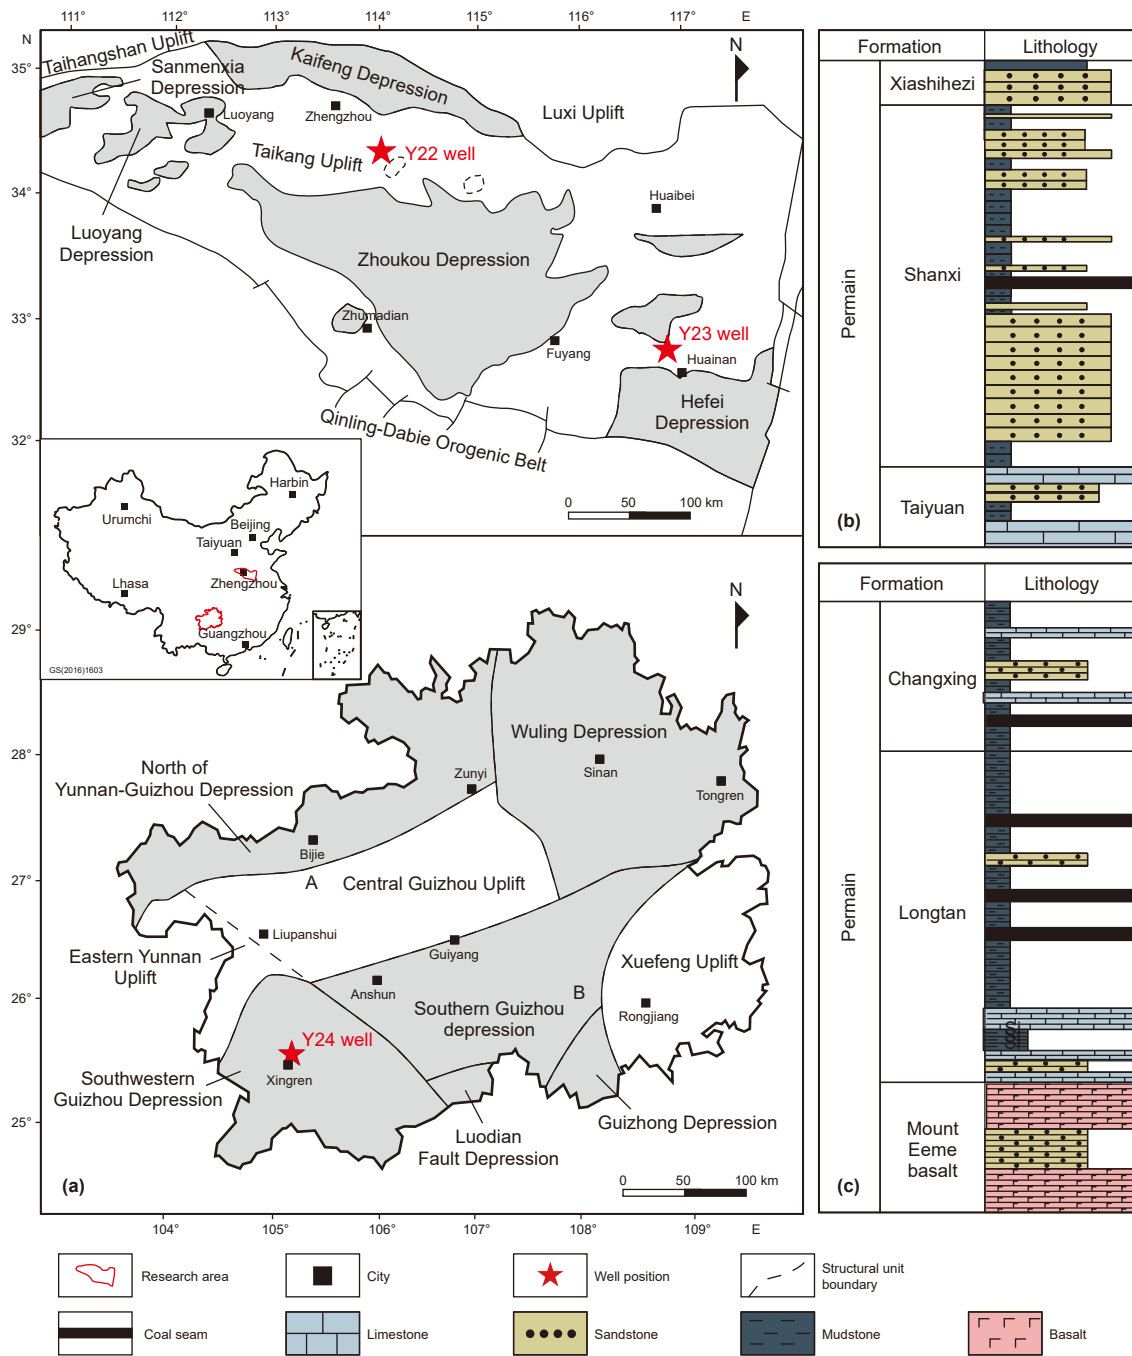 111° 112° 113° 114° 115° 116° 117° E
N
35°
34°
33°
32°
Taihangshan Uplift
Sanmenxia
Depression
Kaifeng Depression
N
Luoyang
Zhengzhou
Luxi Uplift
Taikang Uplift
Y22 well
Huaibei
Luoyang
Depression
Zhoukou Depression
Zhumadian
Fuyang
Y23 well
Huainan
Hefei
Depression
Qinling-Dabie Orogenic Belt
0 50 100 km
Harbin
Urumchi
Beijing
Taiyuan
Lhasa
Zhengzhou
Guangzhou
GS(2016)1603
29°
28°
27°
26°
25°
N
Wuling Depression
Sinan
Tongren
North of
Yunnan-Guizhou Depression
Zunyi
Bijie
A
Central Guizhou Uplift
Liupanshui
Eastern Yunnan
Uplift
Guiyang
Anshun
Xuefeng Uplift
B
Southern Guizhou
depression
Rongjiang
Y24 well
Xingren
Southwestern
Guizhou Depression
Luodian
Fault Depression
Guizhong Depression
(a)
0 50 100 km
104° 105° 106° 107° 108° 109° E
Formation Lithology
Permain
Xiashihezi
Shanxi
Taiyuan
(b)
Formation Lithology
Permain
Changxing
Longtan
Mount
Eeme
basalt
(c)
Research area
City
Well position
Structural unit
boundary
Coal seam
Limestone
Sandstone
Mudstone
Basalt